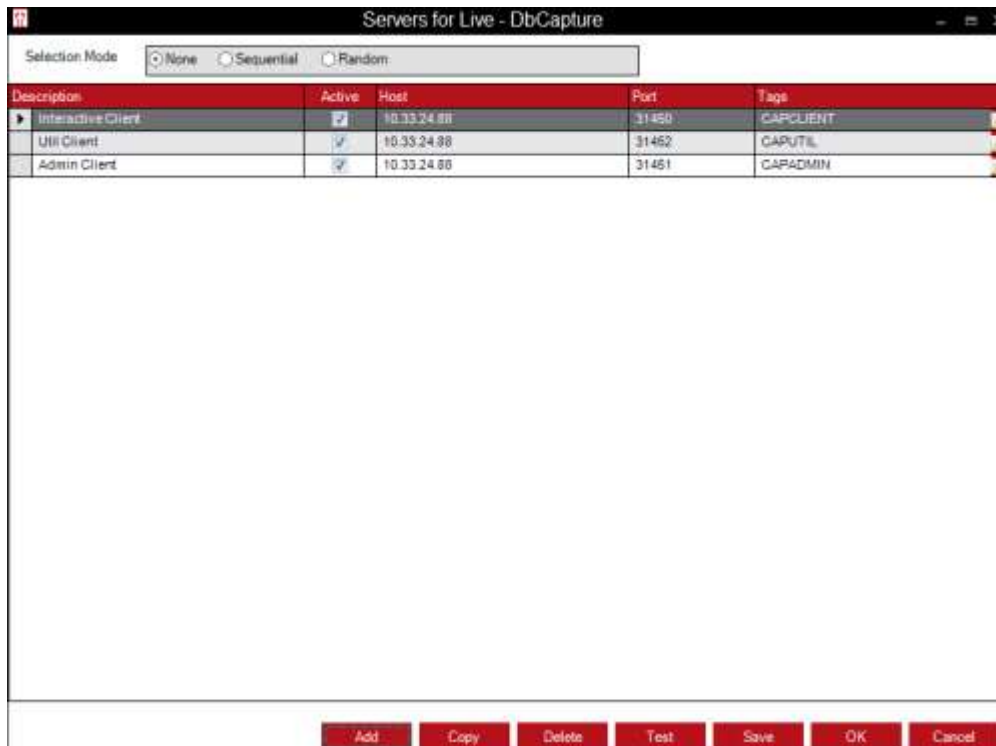 Servers for Live - DbCapture
Selection Mode None Sequential Random
Description Active Host Port Tags
Interactive Client 10.33.24.88 31450 CAPCLIENT
Util Client 10.33.24.88 31452 CAPUTIL
Admin Client 10.33.24.88 31451 CAPADMIN
Add Copy Delete Test Save OK Cancel